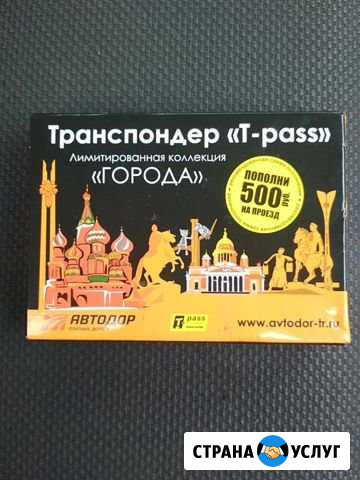 Транспондер «T-pass»
Лимитированная коллекция
«ГОРОДА»
ПОПОЛНИ
500 РУБ.
НА ПРОЕЗД
АВТОДОР
T pass
www.avtodor-tr.ru
СТРАНА УСЛУГ